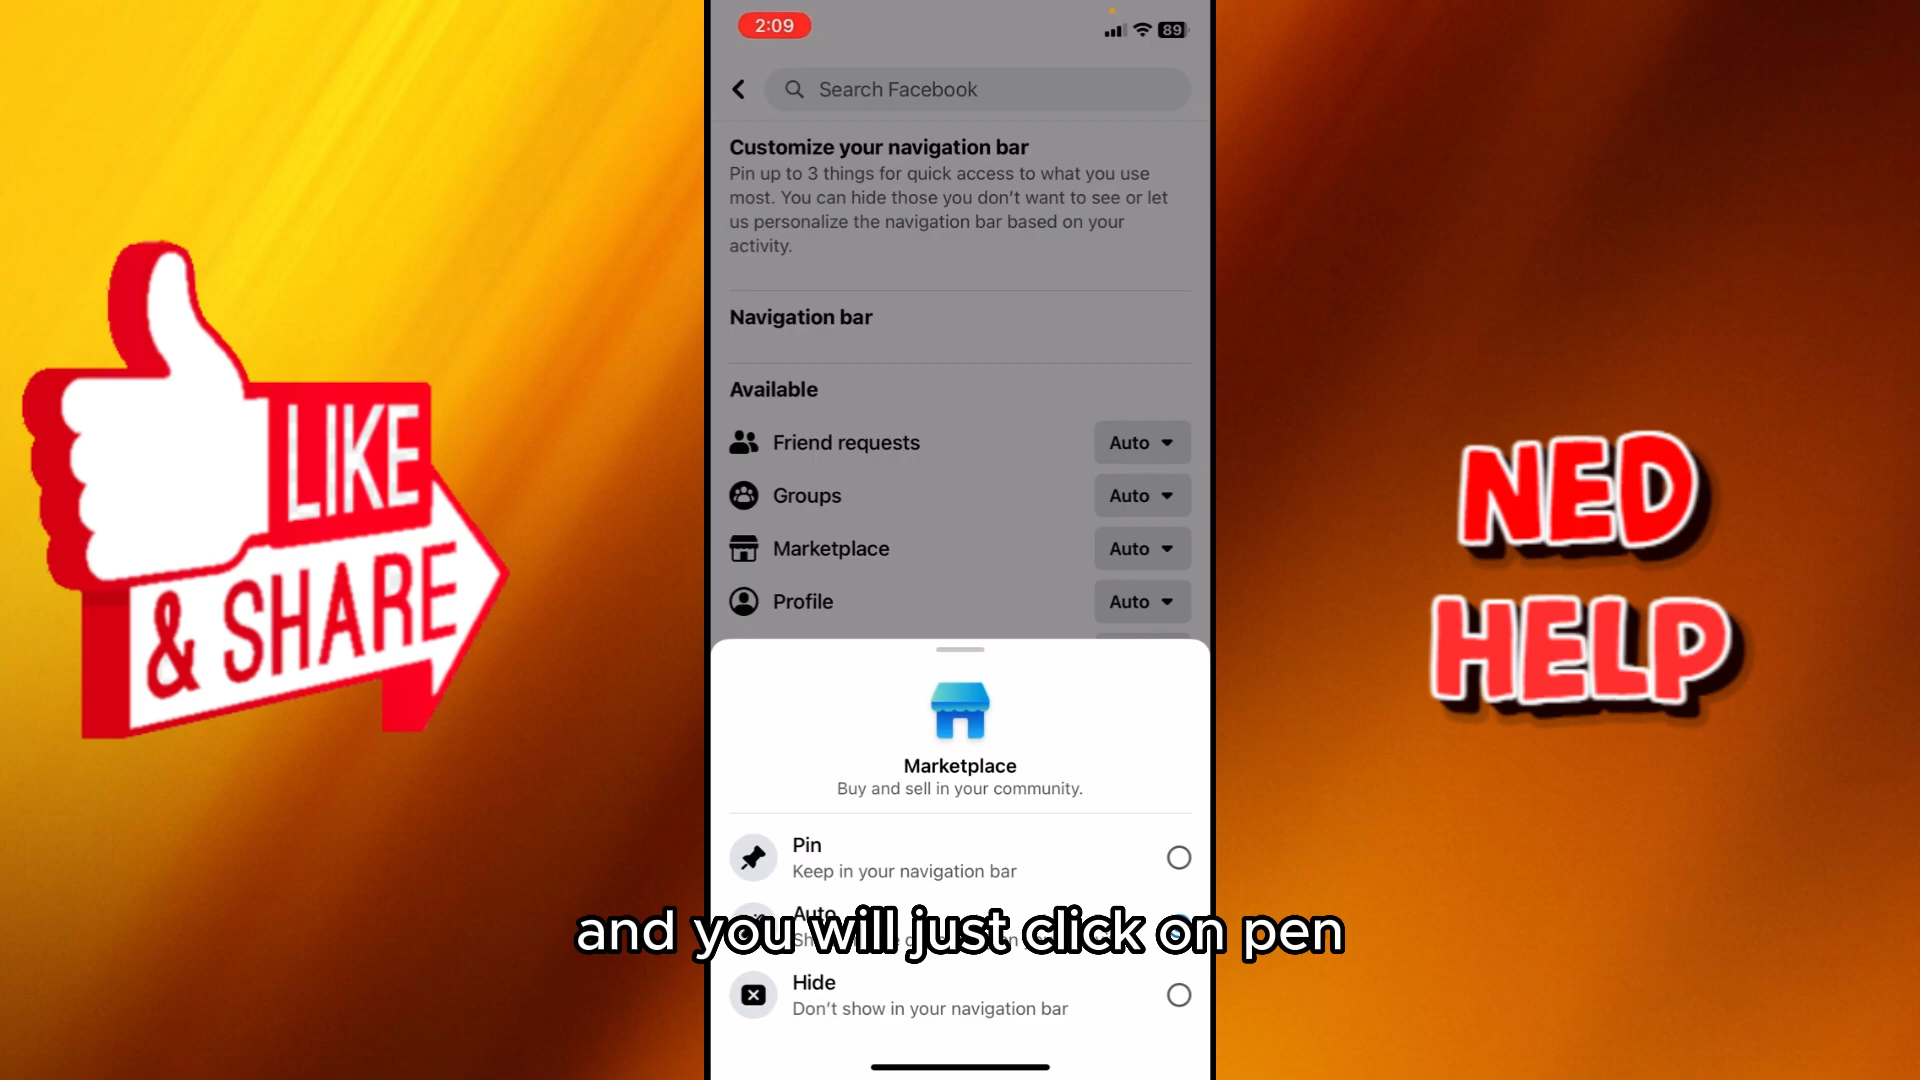 2:09
89
Search Facebook
Customize your navigation bar
Pin up to 3 things for quick access to what you use
most. You can hide those you don’t want to see or let
us personalize the navigation bar based on your
activity.
Navigation bar
Available
Friend requests
Auto
Groups
Auto
Marketplace
Auto
Profile
Auto
Marketplace
Buy and sell in your community.
Pin
Keep in your navigation bar
Auto
and you will just click on pen
Hide
Don’t show in your navigation bar
LIKE
& SHARE
NED
HELP